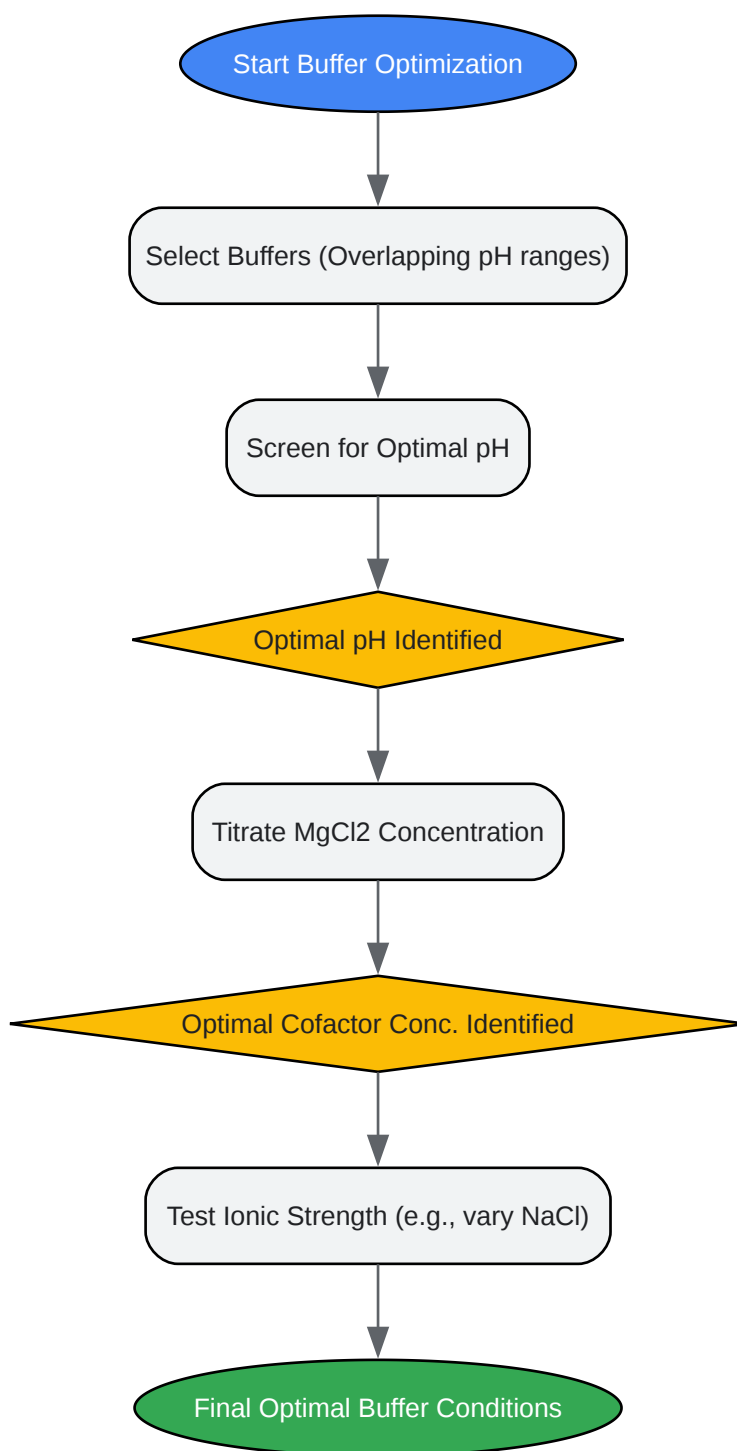 Start Buffer Optimization
Select Buffers (Overlapping pH ranges)
Screen for Optimal pH
Optimal pH Identified
Titrate MgCl2 Concentration
Optimal Cofactor Conc. Identified
Test Ionic Strength (e.g., vary NaCl)
Final Optimal Buffer Conditions